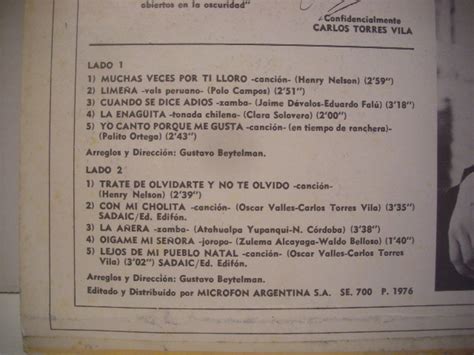 abiertos en la oscuridad"
¡Confidencialmente
CARLOS TORRES VILA
LADO 1
1) MUCHAS VECES POR TI LLORO -canción- (Henry Nelson) (2'59")
2) LIMEÑA -vals peruano- (Polo Campos) (2'51")
3) CUANDO SE DICE ADIOS -zamba- (Jaime Dévalos-Eduardo Felú) (3'18")
4) LA ENAGÜITA -tonada chilena- (Clara Solovera) (2'00")
5) YO CANTO PORQUE ME GUSTA -canción- (en tiempo de ranchera)-
(Palito Ortega) (2'43")
Arreglos y Dirección: Gustavo Beytelman.
LADO 2
1) TRATE DE OLVIDARTE Y NO TE OLVIDO -canción-
(Henry Nelson) (2'39")
2) CON MI CHOLITA -canción- (Oscar Valles-Carlos Torres Vila) (3'35")
SADAIC/Ed. Edifón.
3) LA AÑERA -zamba- (Atahualpa Yupanqui-N. Córdoba) (3'38")
4) OIGAME MI SEÑORA -joropo- (Zulema Alcayaga-Waldo Belloso) (1'40")
5) LEJOS DE MI PUEBLO NATAL -canción- (Oscar Valles-Carlos Torres
Vila) (3'02") SADAIC/Ed. Edifón.
Arreglos y Dirección: Gustavo Beytelman.
Editado y Distribuído por MICROFON ARGENTINA S.A. SE. 700 P. 1976